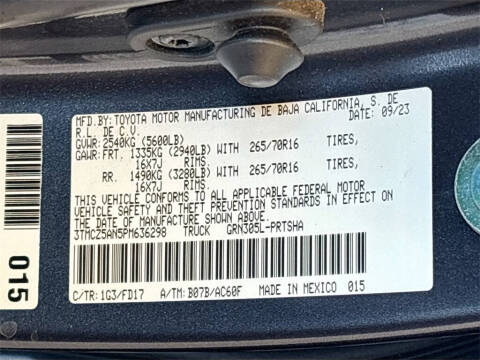 MFD.BY: TOYOTA MOTOR MANUFACTURING DE BAJA CALIFORNIA, S. DE
R.L. DE C.V. DATE: 09/23
GVWR: 2540KG (5600LB)
GAWR: FRT. 1335KG (2940LB) WITH 265/70R16 TIRES,
16X7J RIMS.
RR. 1490KG (3280LB) WITH 265/70R16 TIRES,
16X7J RIMS.
THIS VEHICLE CONFORMS TO ALL APPLICABLE FEDERAL MOTOR
VEHICLE SAFETY AND THEFT PREVENTION STANDARDS IN EFFECT ON
THE DATE OF MANUFACTURE SHOWN ABOVE.
3TMCZ5AN5PM636298 TRUCK GRN305L-PRTSHA
C/TR: 1G3/FD17 A/TM: B07B/AC60F MADE IN MEXICO 015
015